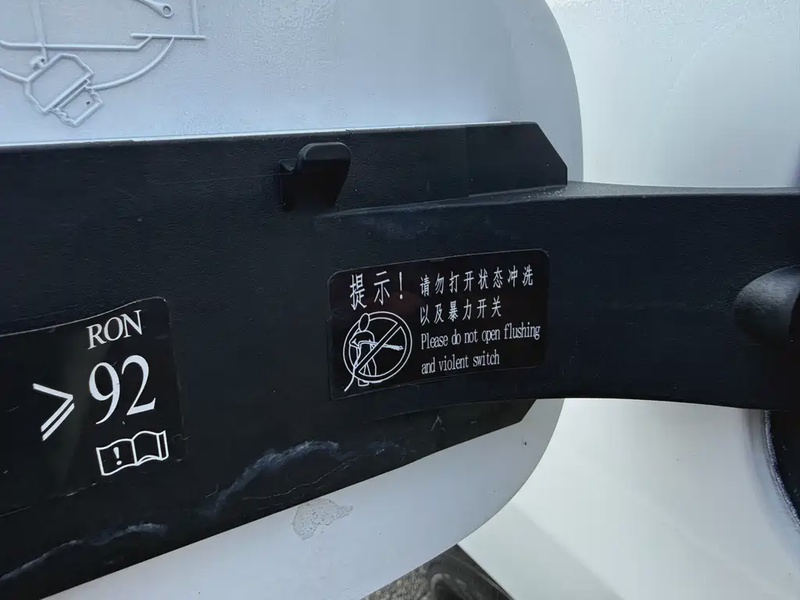 RON
⩾92
提示！
请勿打开状态冲洗
以及暴力开关
Please do not open flushing
and violent switch